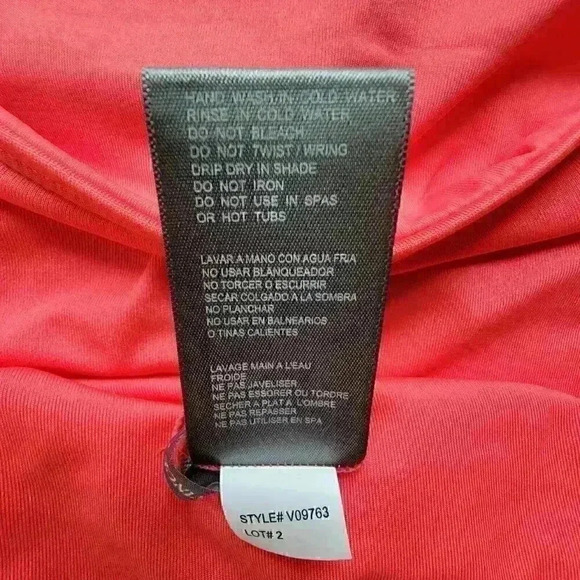 HAND WASH IN COLD WATER
RINSE IN COLD WATER
DO NOT BLEACH
DO NOT TWIST/WRING
DRIP DRY IN SHADE
DO NOT IRON
DO NOT USE IN SPAS
OR HOT TUBS
LAVAR A MANO CON AGUA FRIA
NO USAR BLANQUEADOR
NO TORCER O ESCURRIR
SECAR COLGADO A LA SOMBRA
NO PLANCHAR
NO USAR EN BALNEARIOS
O TINAS CALIENTES
LAVAGE MAIN A L'EAU
FROIDE
NE PAS JAVELISER
NE PAS ESSORER OU TORDRE
SECHER A PLAT A L'OMBRE
NE PAS REPASSER
NE PAS UTILISER EN SPA
STYLE# V09763
LOT# 2